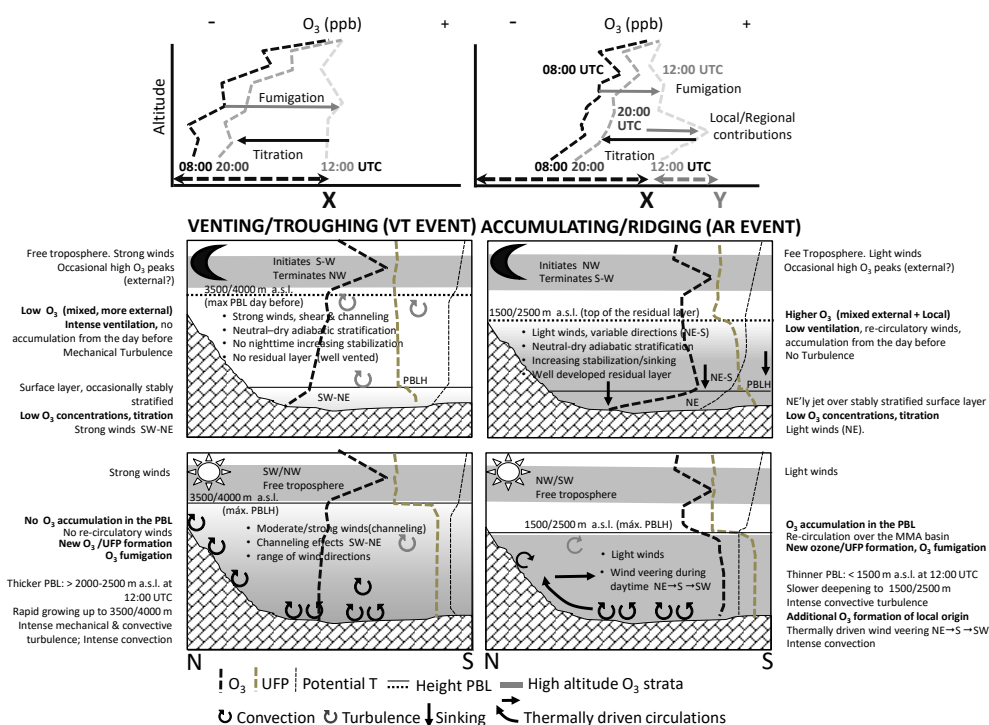 - O₃ (ppb) +
- O₃ (ppb) +
Altitude
Fumigation
Titration
08:00 20:00 12:00 UTC
X
08:00 UTC 12:00 UTC
Fumigation
20:00
UTC
Local/Regional
contributions
Titration
08:00 20:00 12:00 UTC
X Y
VENTING/TROUGHING (VT EVENT) ACCUMULATING/RIDGING (AR EVENT)
Free troposphere. Strong winds
Occasional high O₃ peaks
(external?)
Low O₃ (mixed, more external)
Intense ventilation, no
accumulation from the day before
Mechanical Turbulence
Surface layer, occasionally stably
stratified
Low O₃ concentrations, titration
Strong winds SW-NE
Initiates S-W
Terminates NW
3500/4000 m a.s.l.
(max PBL day before)
• Strong winds, shear & channeling
• Neutral–dry adiabatic stratification
• No nighttime increasing stabilization
• No residual layer (well vented)
PBLH
SW-NE
Initiates NW
Terminates S-W
1500/2500 m a.s.l. (top of the residual layer)
• Light winds, variable directions (NE-S)
• Neutral-dry adiabatic stratification
• Increasing stabilization/sinking
• Well developed residual layer
NE-S
PBLH
NE
Fee Troposphere. Light winds
Occasional high O₃ peaks (external?)
Higher O₃ (mixed external + Local)
Low ventilation, re-circulatory winds,
accumulation from the day before
No Turbulence
NE'ly jet over stably stratified surface layer
Low O₃ concentrations, titration
Light winds (NE).
Strong winds
No O₃ accumulation in the PBL
No re-circulatory winds
New O₃ /UFP formation
O₃ fumigation
Thicker PBL: > 2000-2500 m a.s.l. at
12:00 UTC
Rapid growing up to 3500/4000 m
Intense mechanical & convective
turbulence; Intense convection
SW/NW
Free troposphere
3500/4000 m a.s.l.
(máx. PBLH)
• Moderate/strong winds(channeling)
• Channeling effects SW-NE
• range of wind directions
NW/SW
Free troposphere
1500/2500 m a.s.l. (máx. PBLH)
• Light winds
• Wind veering during
daytime NE→S→SW
Light winds
O₃ accumulation in the PBL
Re-circulation over the MMA basin
New ozone/UFP formation, O₃ fumigation
Thinner PBL: < 1500 m a.s.l. at 12:00 UTC
Slower deepening to 1500/2500 m
Intense convective turbulence
Additional O₃ formation of local origin
Thermally driven wind veering NE→S →SW
Intense convection
N S
N S
O₃ UFP Potential T Height PBL High altitude O₃ strata
Convection Turbulence Sinking Thermally driven circulations